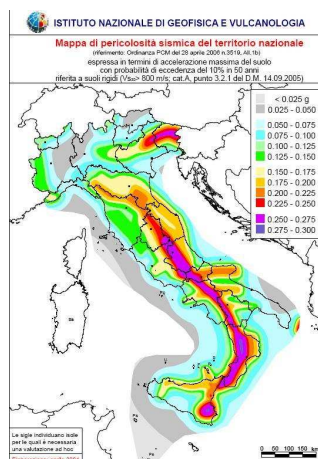 ISTITUTO NAZIONALE DI GEOFISICA E VULCANOLOGIA
Mappa di pericolosità sismica del territorio nazionale
(riferimento: Ordinanza PCM del 28 aprile 2006 n.3519, All.1b)
espressa in termini di accelerazione massima del suolo
con probabilità di eccedenza del 10% in 50 anni
riferita a suoli rigidi (Vs₃₀> 800 m/s; cat.A, punto 3.2.1 del D.M. 14.09.2005)
< 0.025 g
0.025 - 0.050
0.050 - 0.075
0.075 - 0.100
0.100 - 0.125
0.125 - 0.150
0.150 - 0.175
0.175 - 0.200
0.200 - 0.225
0.225 - 0.250
0.250 - 0.275
0.275 - 0.300
Le sigle individuano isole
per le quali è necessaria
una valutazione ad hoc
0 50 100 150 km